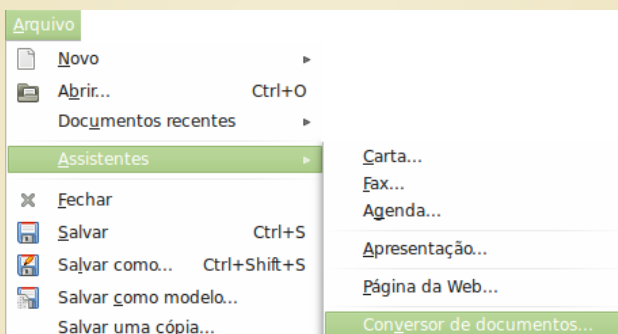 Arquivo
Novo
Abrir... Ctrl+O
Documentos recentes
Assistentes
Fechar
Salvar Ctrl+S
Salvar como... Ctrl+Shift+S
Salvar como modelo...
Salvar uma cópia...
Carta...
Fax...
Agenda...
Apresentação...
Página da Web...
Conversor de documentos...